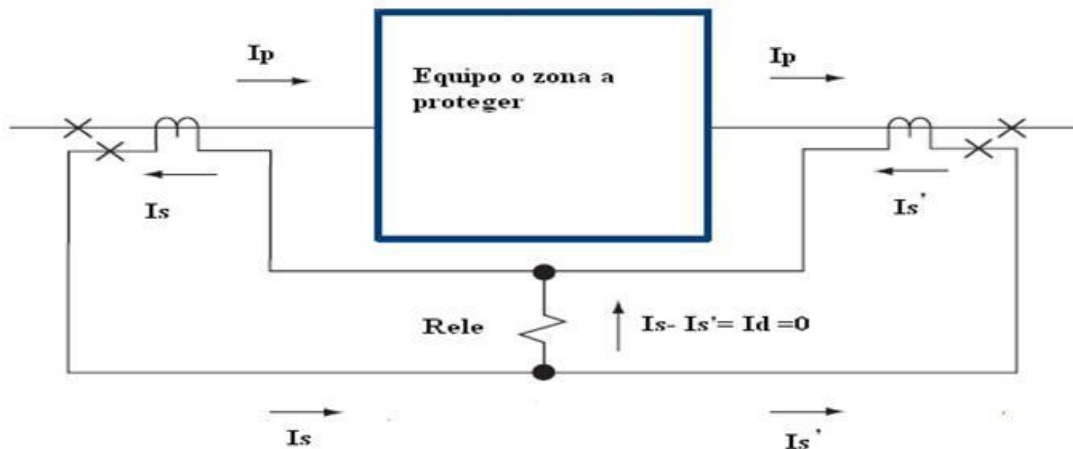 Ip
Ip
Equipo o zona a
proteger
Is
Is'
Rele
Is- Is'= Id =0
Is
Is'